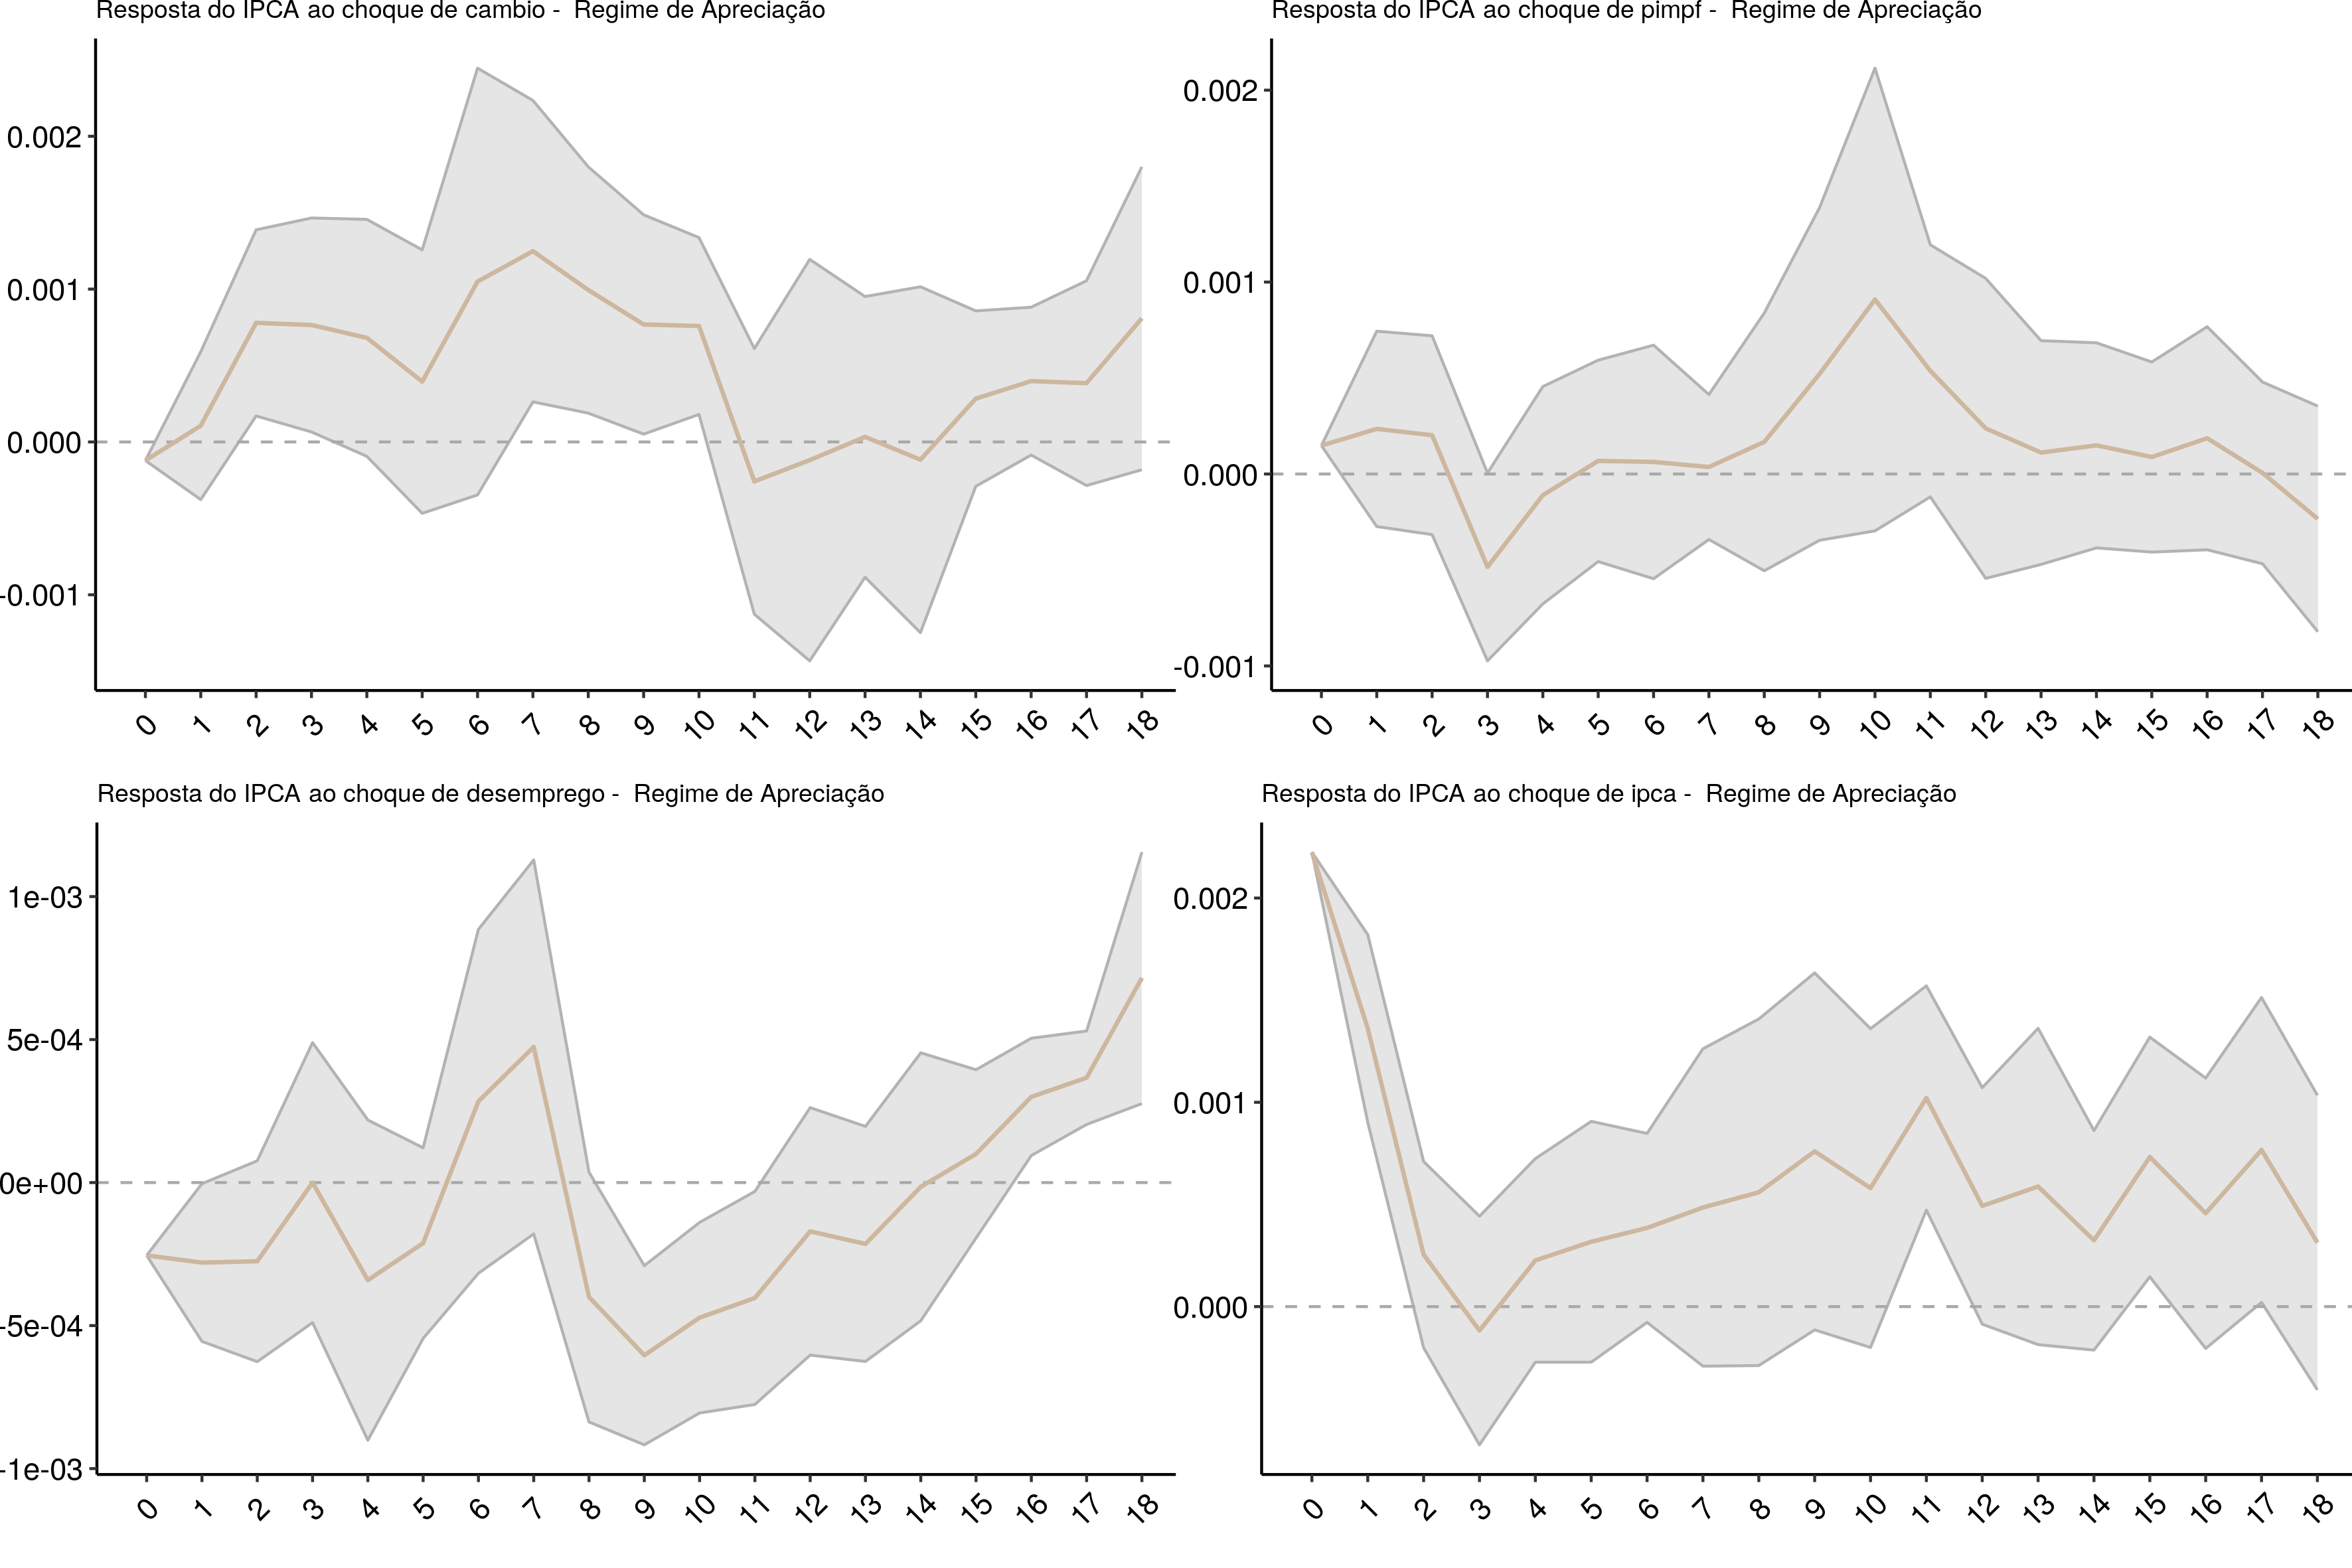 Resposta do IPCA ao choque de cambio -  Regime de Apreciação
0.002
0.001
0.000
-0.001
0 1 2 3 4 5 6 7 8 9 10 11 12 13 14 15 16 17 18
Resposta do IPCA ao choque de pimpf -  Regime de Apreciação
0.002
0.001
0.000
-0.001
0 1 2 3 4 5 6 7 8 9 10 11 12 13 14 15 16 17 18
Resposta do IPCA ao choque de desemprego -  Regime de Apreciação
1e-03
5e-04
0e+00
-5e-04
-1e-03
0 1 2 3 4 5 6 7 8 9 10 11 12 13 14 15 16 17 18
Resposta do IPCA ao choque de ipca -  Regime de Apreciação
0.002
0.001
0.000
0 1 2 3 4 5 6 7 8 9 10 11 12 13 14 15 16 17 18